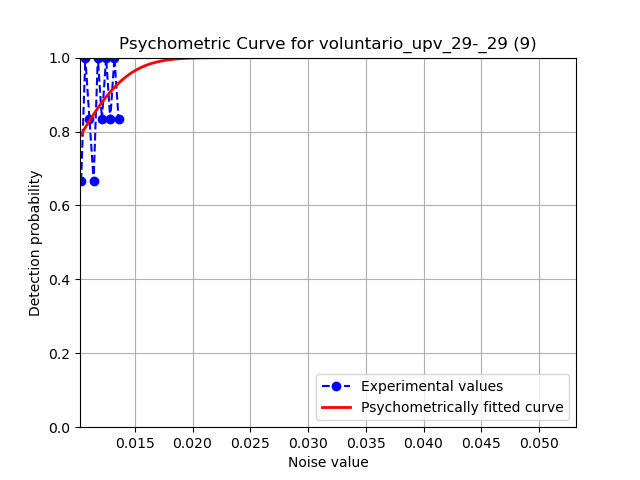 Psychometric Curve for voluntario_upv_29-_29 (9)
1.0
0.8
0.6
0.4
0.2
0.0
Detection probability
0.015 0.020 0.025 0.030 0.035 0.040 0.045 0.050
Noise value
Experimental values
Psychometrically fitted curve